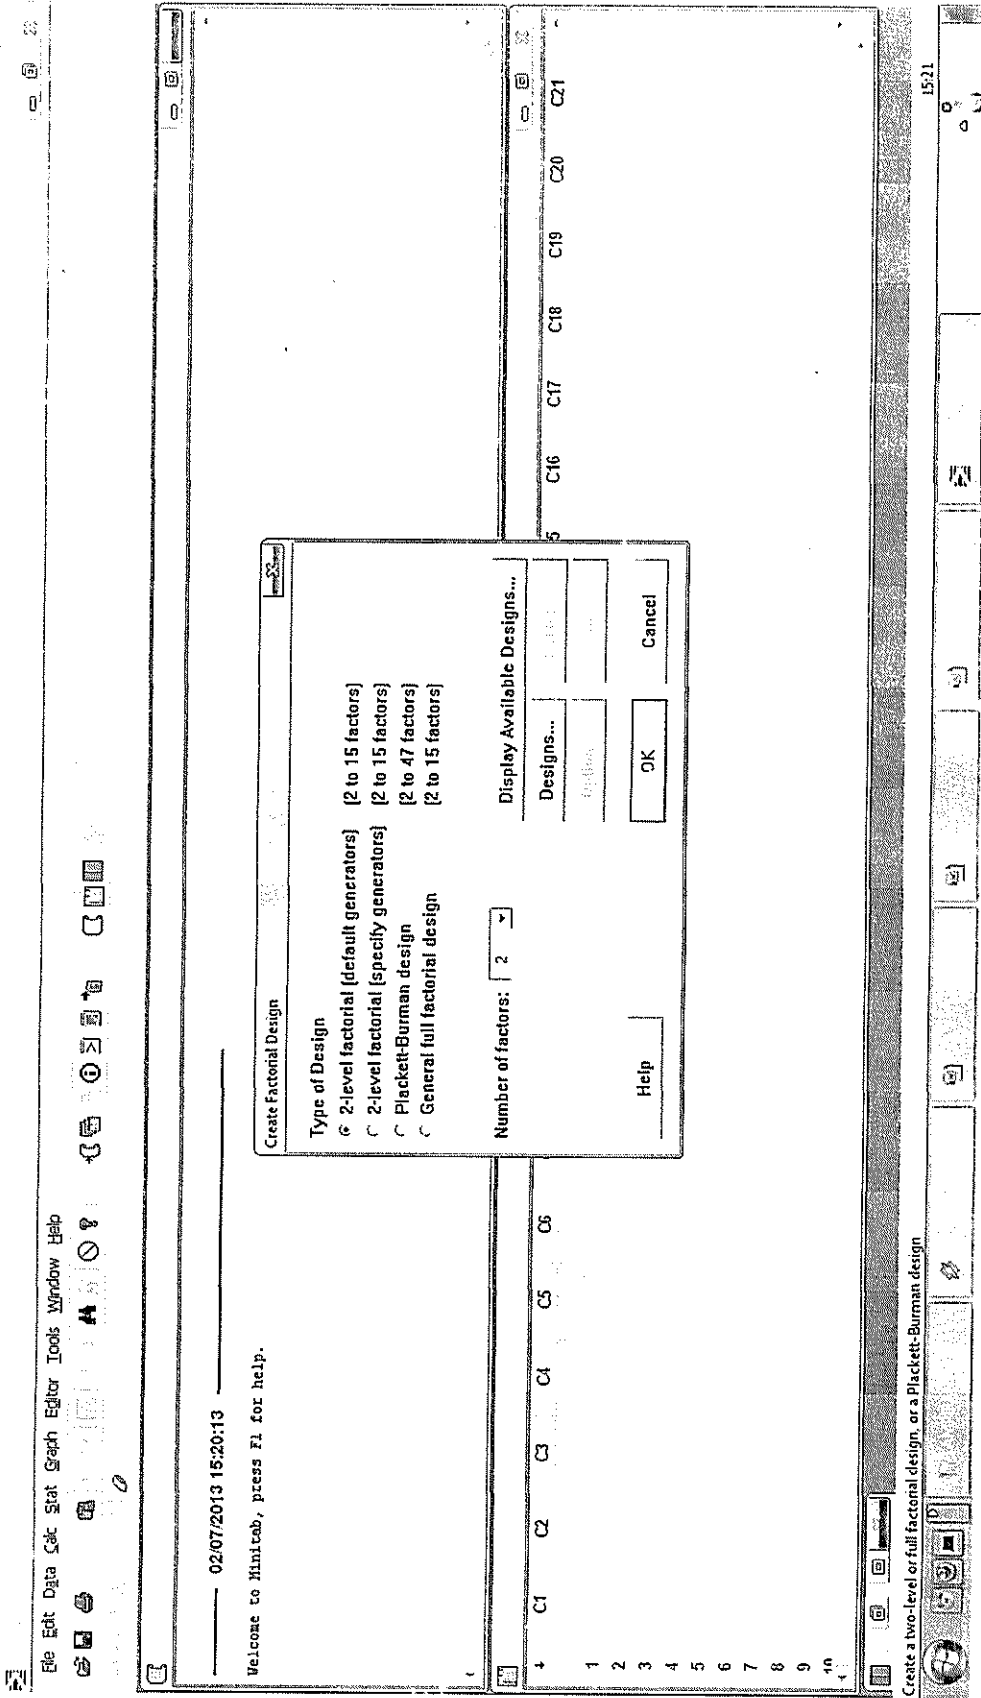 File Edit Data Calc Stat Graph Editor Tools Window Help
02/07/2013 15:20:13
Welcome to Minitab, press F1 for help.
Create Factorial Design
Type of Design
2-level factorial (default generators) (2 to 15 factors)
2-level factorial (specify generators) (2 to 15 factors)
Plackett-Burman design (2 to 47 factors)
General full factorial design (2 to 15 factors)
Number of factors: 2
Display Available Designs...
Designs...
Help
OK
Cancel
C1 C2 C3 C4 C5 C6 C16 C17 C18 C19 C20 C21
1
2
3
4
5
6
7
8
9
10
Create a two-level or full factorial design, or a Plackett-Burman design
15:21